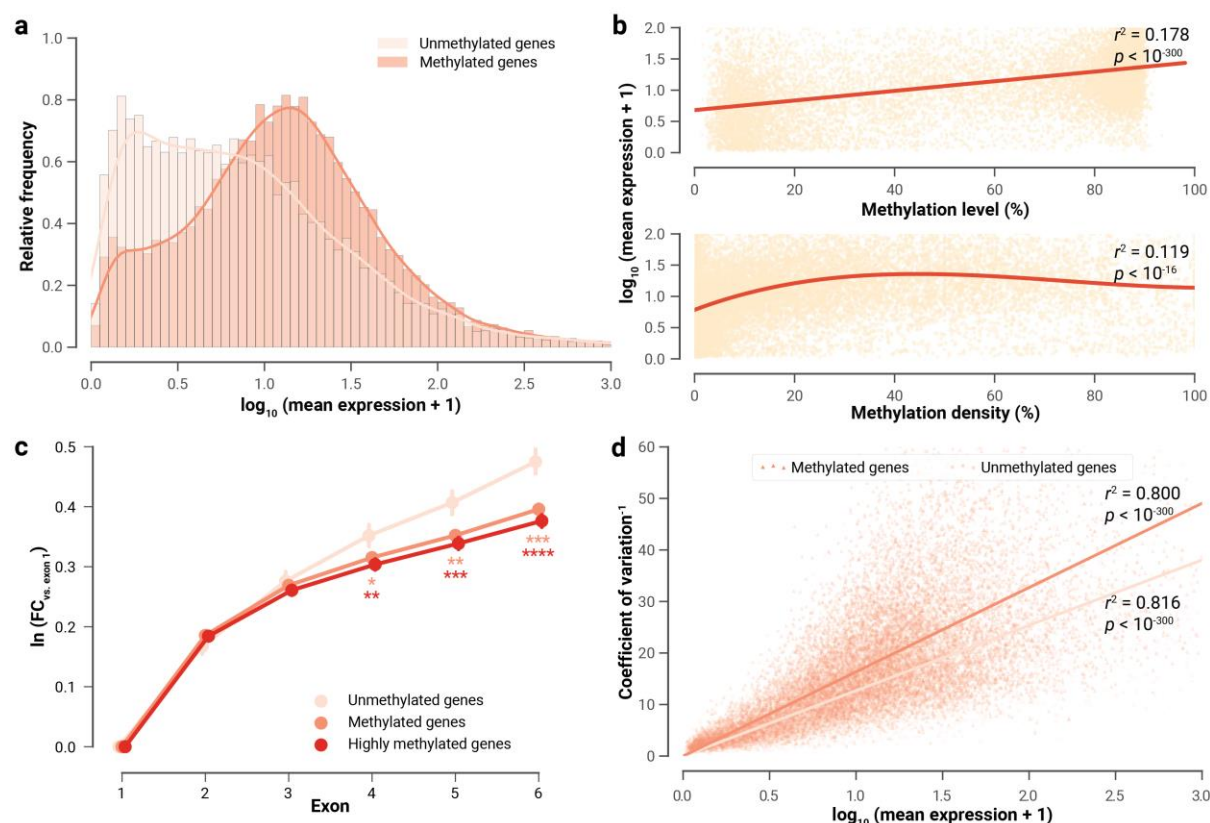 a
1.0
0.8
0.6
0.4
0.2
0.0
Relative frequency
Unmethylated genes
Methylated genes
0.0 0.5 1.0 1.5 2.0 2.5 3.0
log₁₀ (mean expression + 1)
b
2.0
1.5
1.0
0.5
0.0
r² = 0.178
p < 10⁻³⁰⁰
0 20 40 60 80 100
Methylation level (%)
log₁₀ (mean expression + 1)
2.0
1.5
1.0
0.5
0.0
r² = 0.119
p < 10⁻¹⁶
0 20 40 60 80 100
Methylation density (%)
c
0.5
0.4
0.3
0.2
0.1
0.0
ln (FC vs. exon 1)
*
**
**
***
***
****
Unmethylated genes
Methylated genes
Highly methylated genes
1 2 3 4 5 6
Exon
d
60
50
40
30
20
10
0
Coefficient of variation⁻¹
Methylated genes Unmethylated genes
r² = 0.800
p < 10⁻³⁰⁰
r² = 0.816
p < 10⁻³⁰⁰
0.0 0.5 1.0 1.5 2.0 2.5 3.0
log₁₀ (mean expression + 1)